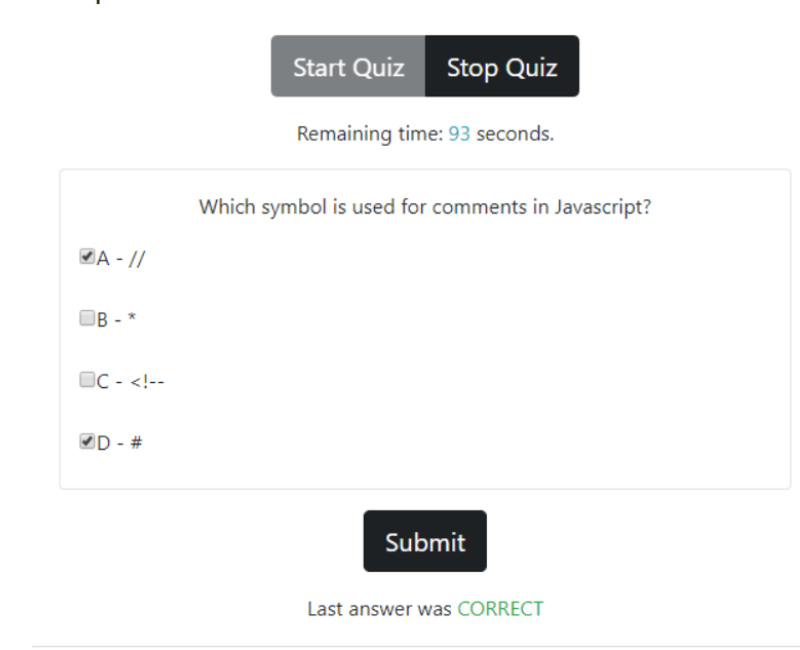 Start Quiz Stop Quiz
Remaining time: 93 seconds.
Which symbol is used for comments in Javascript?
A - //
B - *
C - <!--
D - #
Submit
Last answer was CORRECT